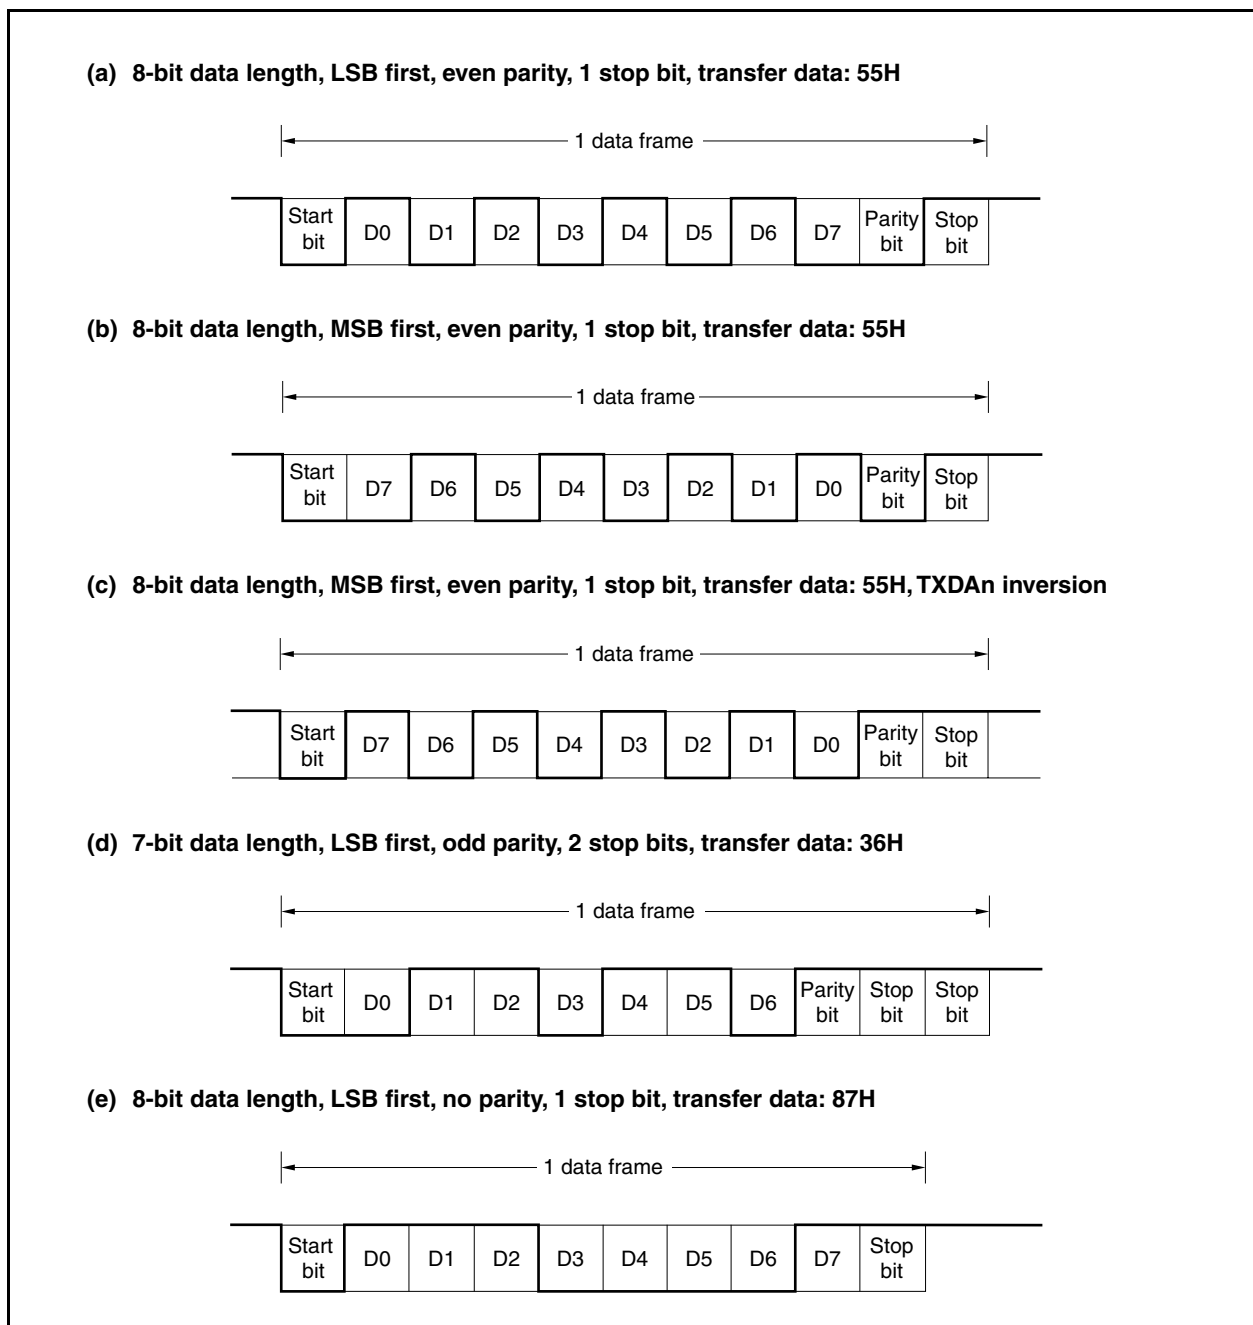 (a) 8-bit data length, LSB first, even parity, 1 stop bit, transfer data: 55H
1 data frame
Start bit D0 D1 D2 D3 D4 D5 D6 D7 Parity bit Stop bit
(b) 8-bit data length, MSB first, even parity, 1 stop bit, transfer data: 55H
1 data frame
Start bit D7 D6 D5 D4 D3 D2 D1 D0 Parity bit Stop bit
(c) 8-bit data length, MSB first, even parity, 1 stop bit, transfer data: 55H, TXDAn inversion
1 data frame
Start bit D7 D6 D5 D4 D3 D2 D1 D0 Parity bit Stop bit
(d) 7-bit data length, LSB first, odd parity, 2 stop bits, transfer data: 36H
1 data frame
Start bit D0 D1 D2 D3 D4 D5 D6 Parity bit Stop bit Stop bit
(e) 8-bit data length, LSB first, no parity, 1 stop bit, transfer data: 87H
1 data frame
Start bit D0 D1 D2 D3 D4 D5 D6 D7 Stop bit